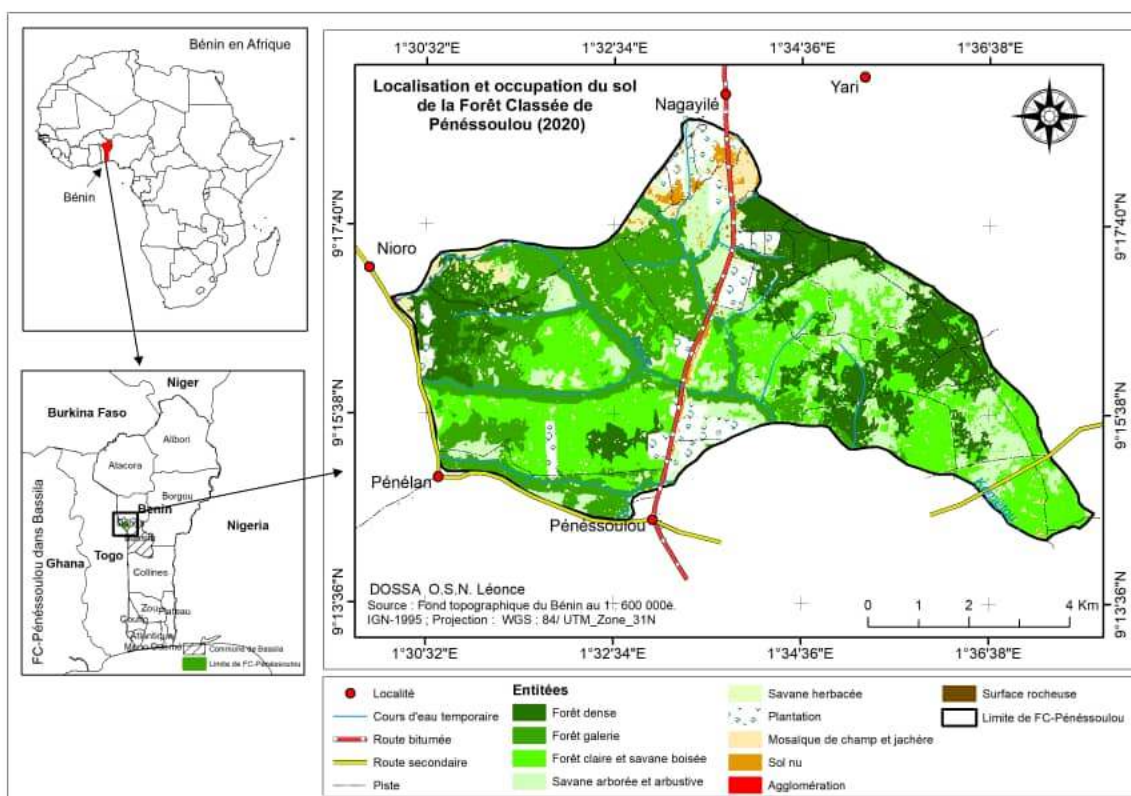 Bénin en Afrique
Bénin
Niger
Burkina Faso
Alibori
Atacora
Borgou
Bénin
Nigeria
Togo
Ghana
Collines
Zou
Plateau
Atlantique
Commune de Bassila
Limite de FC-Pénéssoulou
FC-Pénéssoulou dans Bassila
1°30'32"E 1°32'34"E 1°34'36"E 1°36'38"E
Localisation et occupation du sol
de la Forêt Classée de
Pénéssoulou (2020)
Nagayilé
Yari
Nioro
Pénélan
Pénéssoulou
9°17'40"N 9°17'40"N
9°15'38"N 9°15'38"N
9°13'36"N 9°13'36"N
DOSSA O.S.N. Léonce
Source : Fond topographique du Bénin au 1: 600 000è.
IGN-1995 ; Projection : WGS ; 84/ UTM_Zone_31N
0 1 2 4 Km
1°30'32"E 1°32'34"E 1°34'36"E 1°36'38"E
Localité
Cours d'eau temporaire
Route bitumée
Route secondaire
Piste
Entitées
Forêt dense
Forêt galerie
Forêt claire et savane boisée
Savane arborée et arbustive
Savane herbacée
Plantation
Mosaïque de champ et jachère
Sol nu
Agglomération
Surface rocheuse
Limite de FC-Pénéssoulou